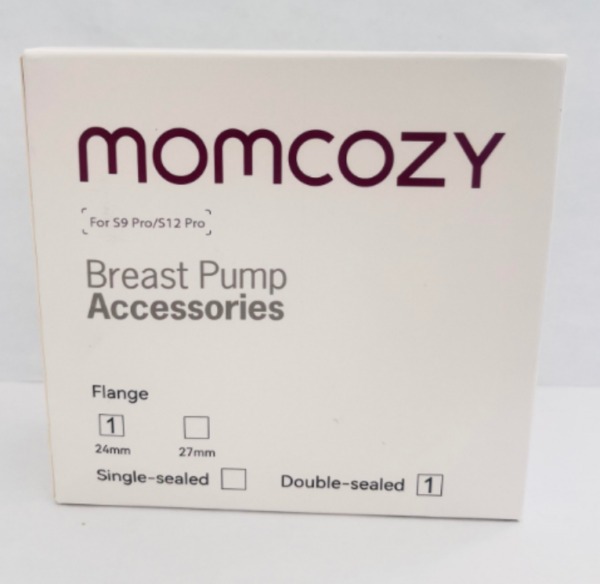 momcozy
For S9 Pro/S12 Pro
Breast Pump
Accessories
Flange
1
24mm 27mm
Single-sealed Double-sealed 1